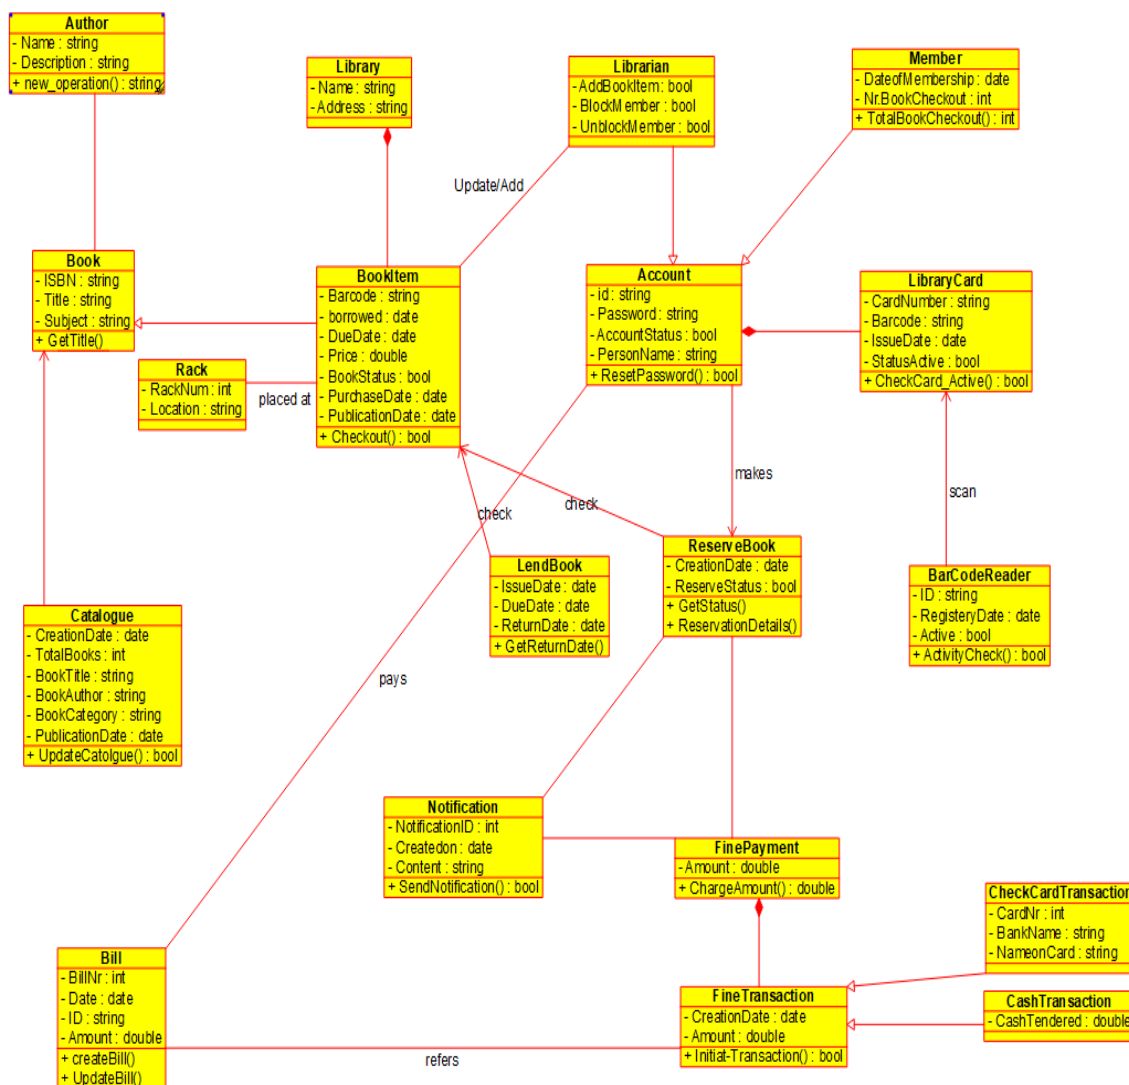 Author
- Name : string
- Description : string
+ new_operation() : string
Library
- Name : string
- Address : string
Librarian
- AddBookItem : bool
- BlockMember : bool
- UnblockMember : bool
Member
- DateofMembership : date
- Nr.BookCheckout : int
+ TotalBookCheckout() : int
Update/Add
Book
- ISBN : string
- Title : string
- Subject : string
+ GetTitle()
BookItem
- Barcode : string
- borrowed : date
- DueDate : date
- Price : double
- BookStatus : bool
- PurchaseDate : date
- PublicationDate : date
+ Checkout() : bool
Account
- id : string
- Password : string
- AccountStatus : bool
- PersonName : string
+ ResetPassword() : bool
LibraryCard
- CardNumber : string
- Barcode : string
- IssueDate : date
- StatusActive : bool
+ CheckCard_Active() : bool
Rack
- RackNum : int
- Location : string
placed at
makes
scan
check
check
LendBook
- IssueDate : date
- DueDate : date
- ReturnDate : date
+ GetReturnDate()
ReserveBook
- CreationDate : date
- ReserveStatus : bool
+ GetStatus()
+ ReservationDetails()
BarCodeReader
- ID : string
- RegisteryDate : date
- Active : bool
+ ActivityCheck() : bool
Catalogue
- CreationDate : date
- TotalBooks : int
- BookTitle : string
- BookAuthor : string
- BookCategory : string
- PublicationDate : date
+ UpdateCatolgue() : bool
pays
Notification
- NotificationID : int
- Createdon : date
- Content : string
+ SendNotification() : bool
FinePayment
- Amount : double
+ ChargeAmount() : double
CheckCardTransaction
- CardNr : int
- BankName : string
- NameonCard : string
Bill
- BillNr : int
- Date : date
- ID : string
- Amount : double
+ createBill()
+ UpdateBill()
refers
FineTransaction
- CreationDate : date
- Amount : double
+ Initiat-Transaction() : bool
CashTransaction
- CashTendered : double